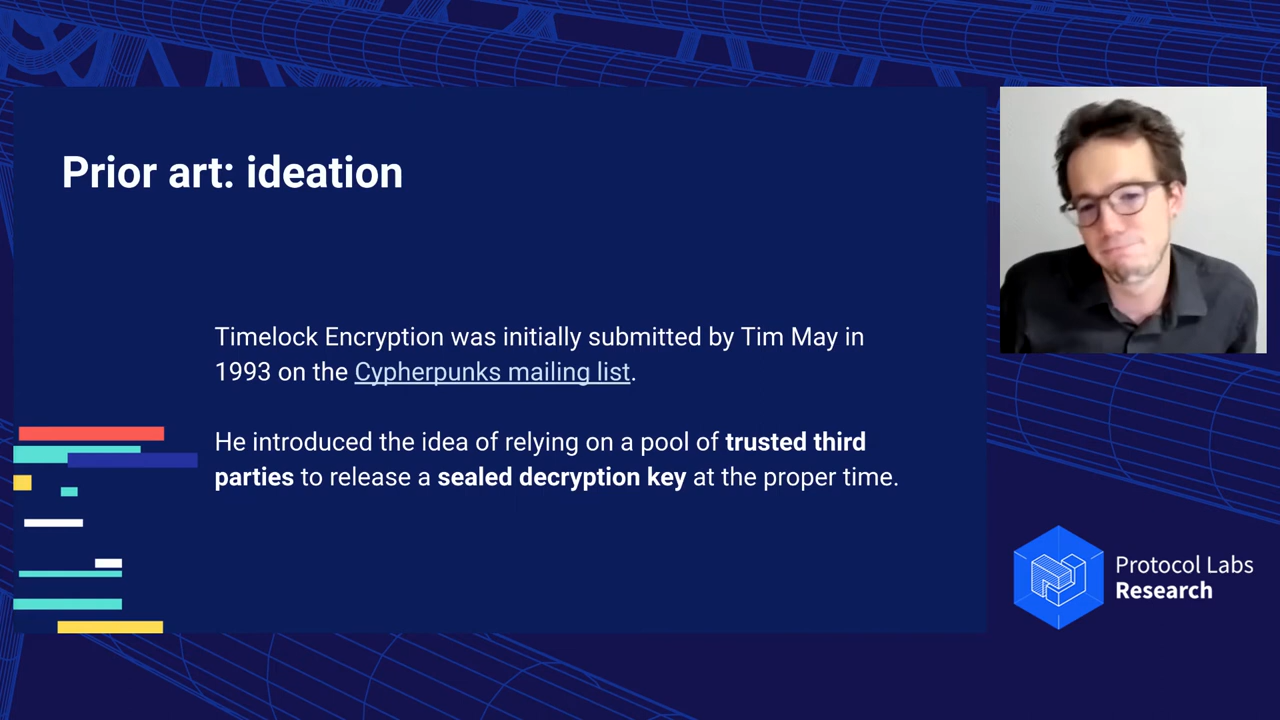 Prior art: ideation
Timelock Encryption was initially submitted by Tim May in
1993 on the Cypherpunks mailing list.
He introduced the idea of relying on a pool of trusted third
parties to release a sealed decryption key at the proper time.
Protocol Labs
Research